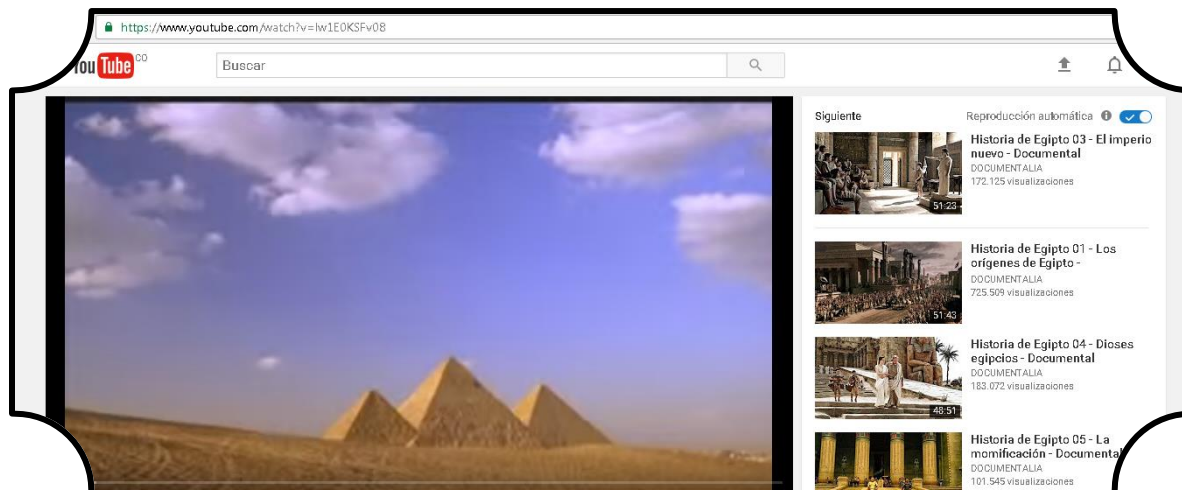 https://www.youtube.com/watch?v=lw1E0KSFv08
You Tube CO
Buscar
Siguiente
Reproducción automática
Historia de Egipto 03 - El imperio
nuevo - Documental
DOCUMENTALIA
172.125 visualizaciones
51:23
Historia de Egipto 01 - Los
orígenes de Egipto -
DOCUMENTALIA
725.509 visualizaciones
51:43
Historia de Egipto 04 - Dioses
egipcios - Documental
DOCUMENTALIA
183.072 visualizaciones
48:51
Historia de Egipto 05 - La
momificación - Documental
DOCUMENTALIA
101.545 visualizaciones